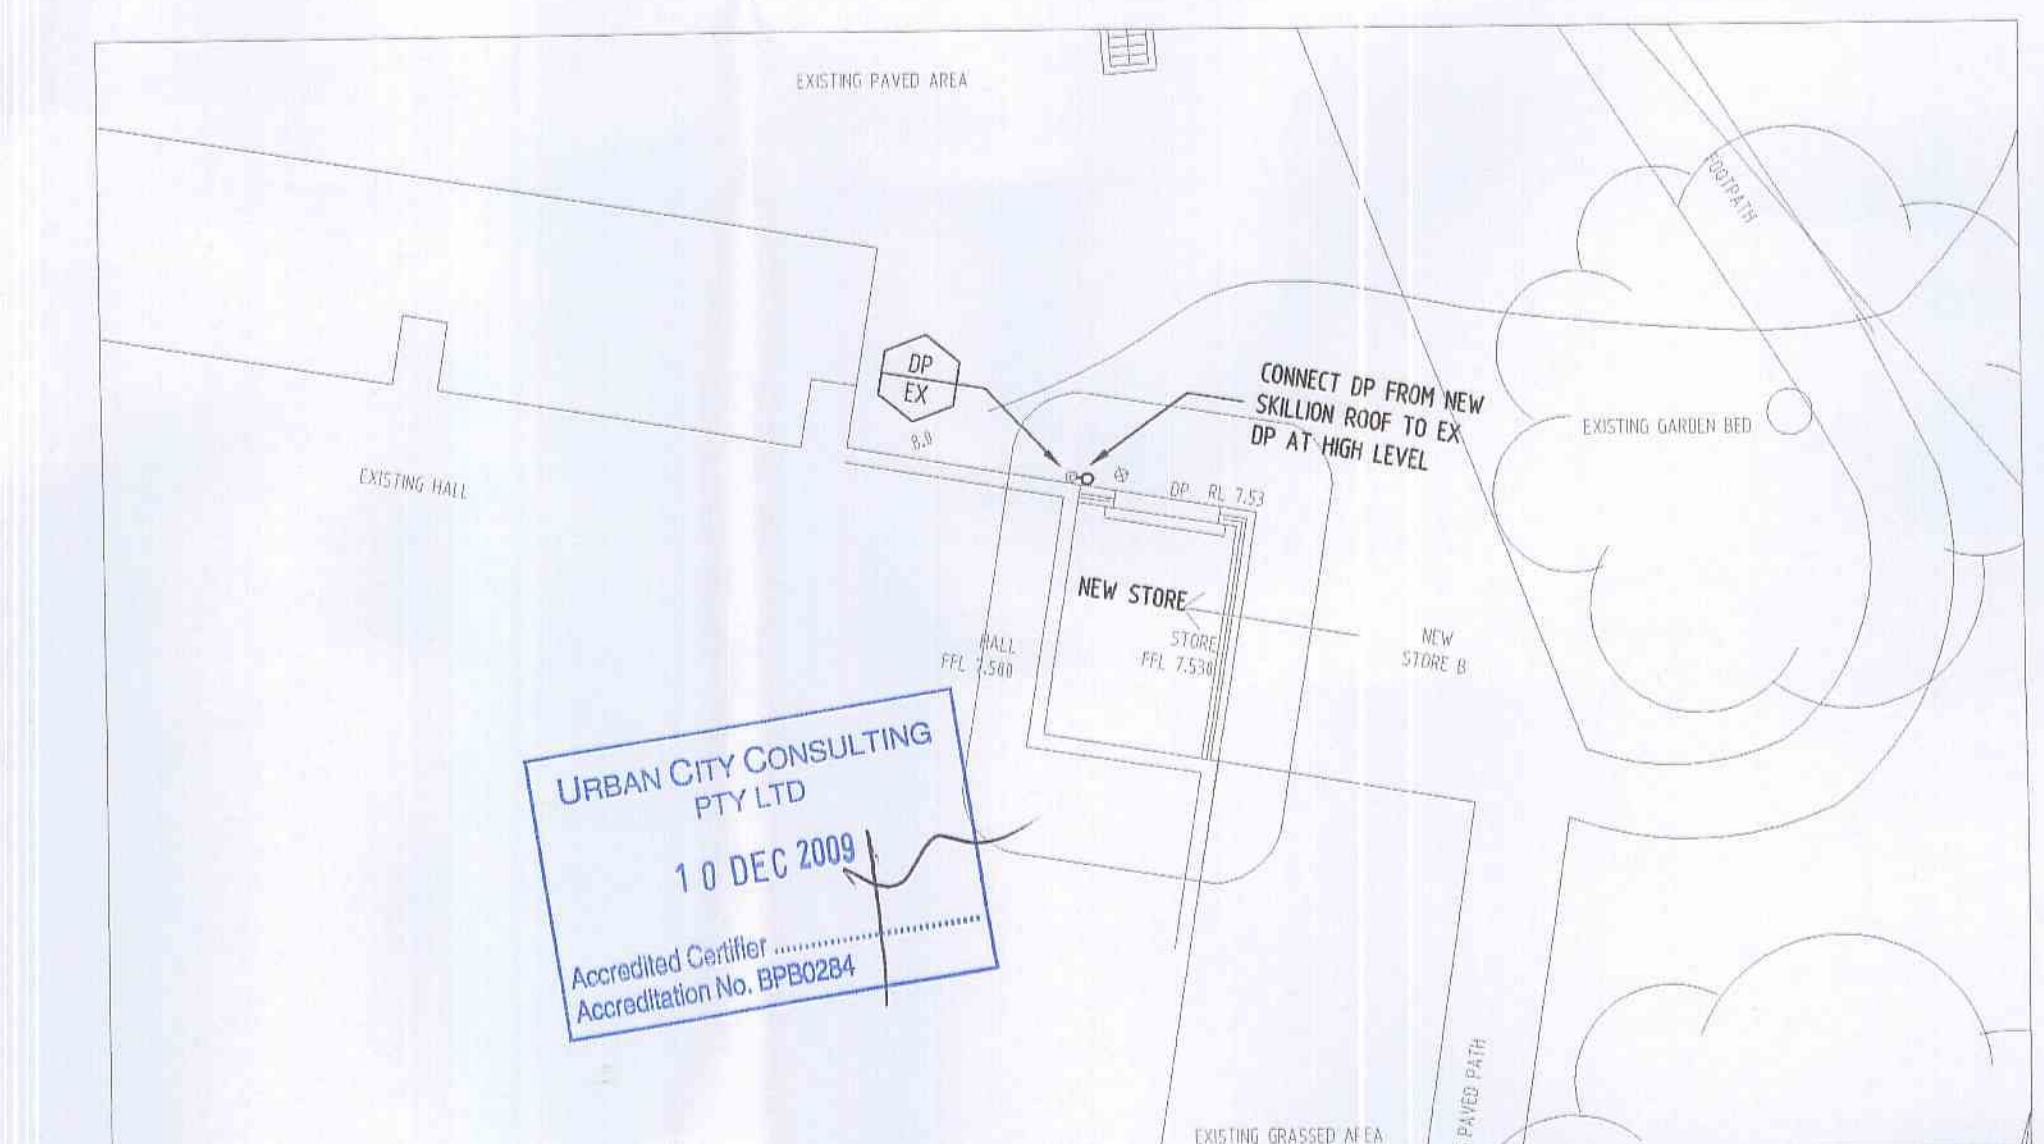 EXISTING PAVED AREA
FOOTPATH
DP
EX
CONNECT DP FROM NEW
SKILLION ROOF TO EX
DP AT HIGH LEVEL
EXISTING GARDEN BED
8.0
EXISTING HALL
DP RL 7.53
NEW STORE
HALL
FFL 7.580
STORE
FFL 7.530
NEW
STORE B
URBAN CITY CONSULTING
PTY LTD
10 DEC 2009
Accredited Certifier
Accreditation No. BPB0284
PAVED PATH
EXISTING GRASSED AREA